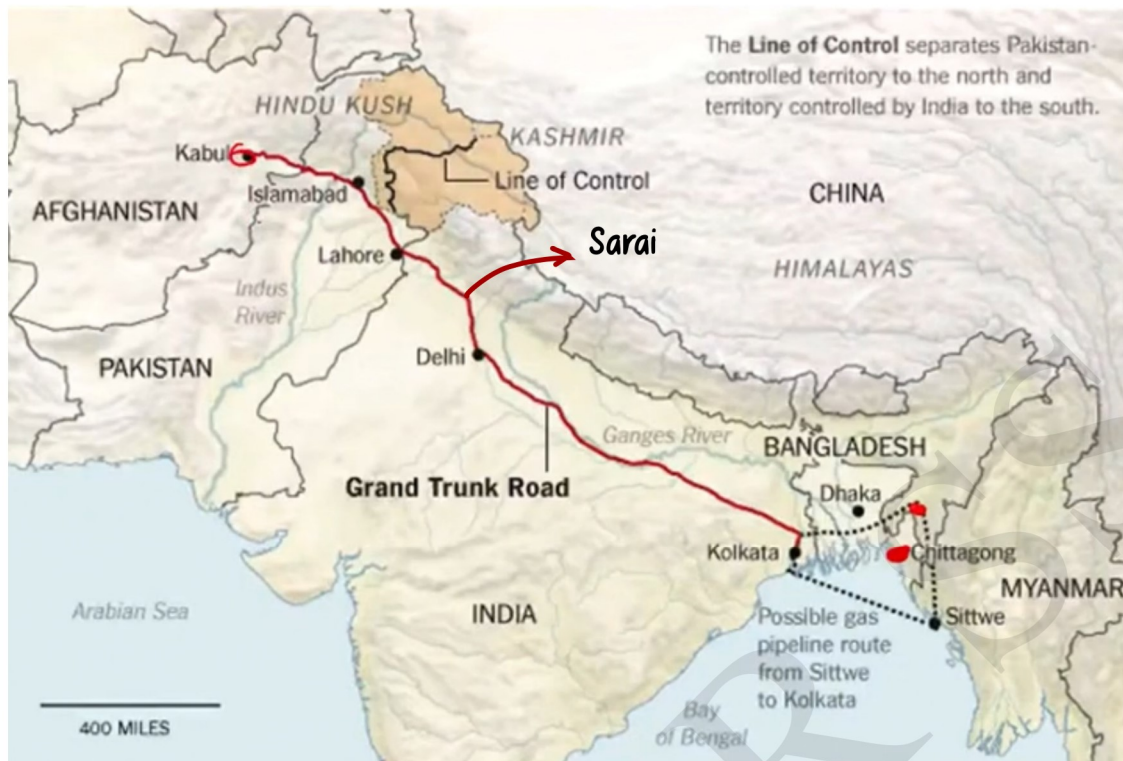 The Line of Control separates Pakistan-
controlled territory to the north and
territory controlled by India to the south.
HINDU KUSH
KASHMIR
Kabul
Islamabad
Line of Control
CHINA
AFGHANISTAN
Sarai
Lahore
HIMALAYAS
Indus
River
Delhi
PAKISTAN
Ganges River
BANGLADESH
Grand Trunk Road
Dhaka
Kolkata
Chittagong
MYANMAR
Arabian Sea
INDIA
Possible gas
pipeline route
from Sittwe
to Kolkata
Sittwe
Bay
of Bengal
400 MILES